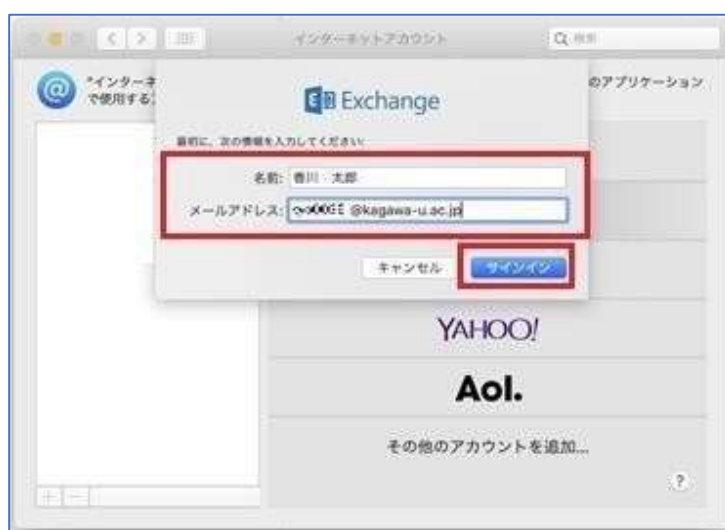 インターネットアカウント
検索
"インターネ
で使用する
のアプリケーション
Exchange
最初に、次の情報を入力してください:
名前: 香川 太郎
メールアドレス: @kagawa-u.ac.jp
キャンセル サインイン
YAHOO!
Aol.
その他のアカウントを追加...
?
+ −